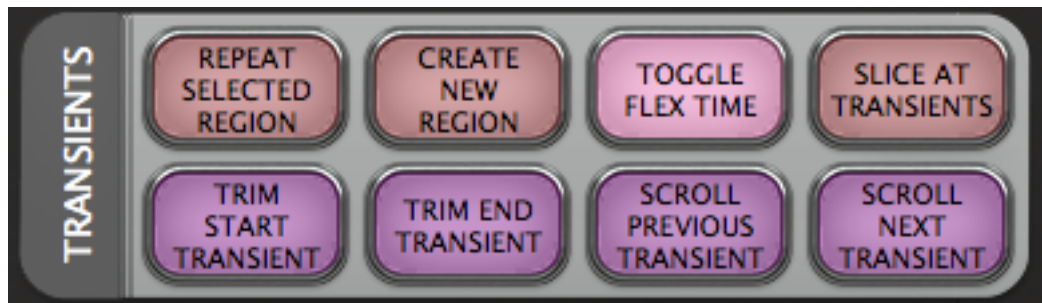 TRANSIENTS
REPEAT
SELECTED
REGION
CREATE
NEW
REGION
TOGGLE
FLEX TIME
SLICE AT
TRANSIENTS
TRIM
START
TRANSIENT
TRIM END
TRANSIENT
SCROLL
PREVIOUS
TRANSIENT
SCROLL
NEXT
TRANSIENT